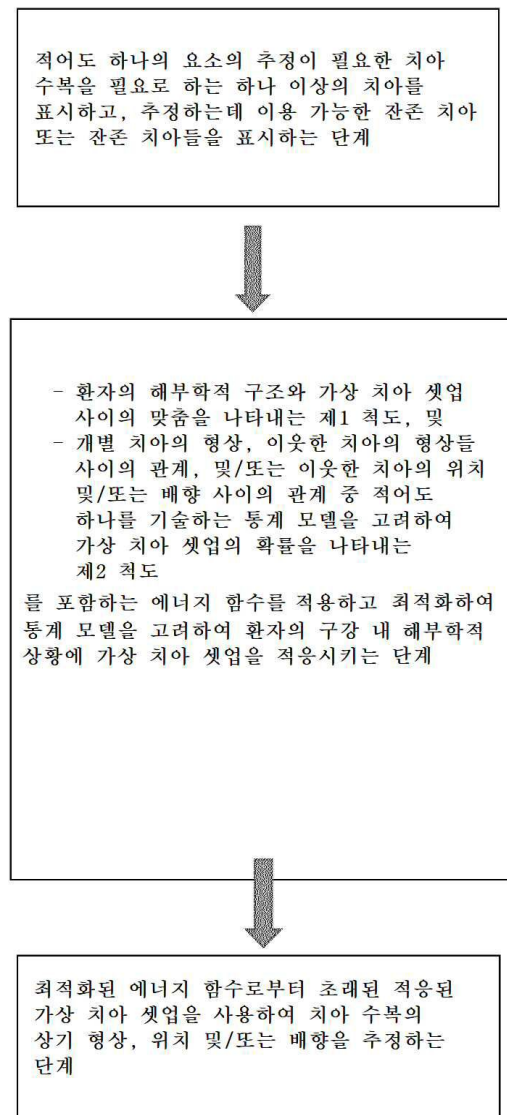 적어도 하나의 요소의 추정이 필요한 치아
수복을 필요로 하는 하나 이상의 치아를
표시하고, 추정하는데 이용 가능한 잔존 치아
또는 잔존 치아들을 표시하는 단계
- 환자의 해부학적 구조와 가상 치아 셋업
사이의 맞춤을 나타내는 제1 척도, 및
- 개별 치아의 형상, 이웃한 치아의 형상들
사이의 관계, 및/또는 이웃한 치아의 위치
및/또는 배향 사이의 관계 중 적어도
하나를 기술하는 통계 모델을 고려하여
가상 치아 셋업의 확률을 나타내는
제2 척도
를 포함하는 에너지 함수를 적용하고 최적화하여
통계 모델을 고려하여 환자의 구강 내 해부학적
상황에 가상 치아 셋업을 적응시키는 단계
최적화된 에너지 함수로부터 초래된 적응된
가상 치아 셋업을 사용하여 치아 수복의
상기 형상, 위치 및/또는 배향을 추정하는
단계